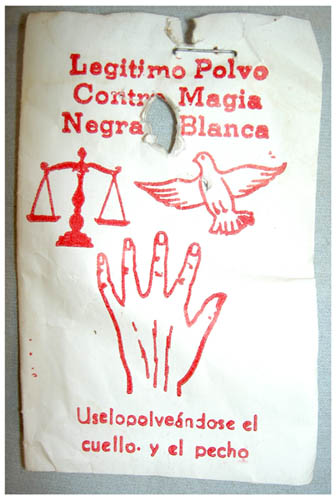 Legitimo Polvo
Contra Magia
Negra Blanca
Uselopolveándose el
cuello. y el pecho